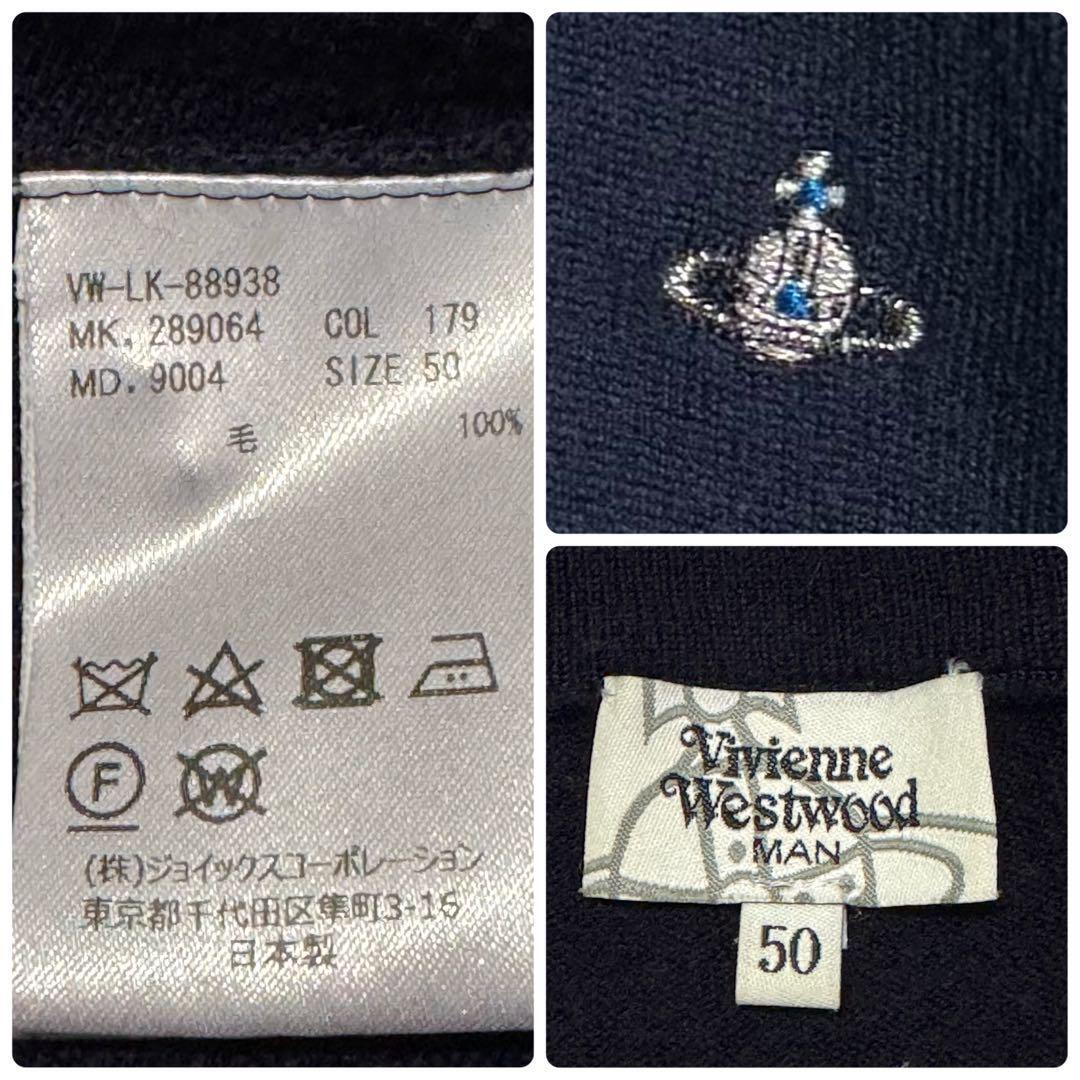 VW-LK-88938
MK. 289064 COL 179
MD. 9004 SIZE 50
毛 100%
F
W
(株)ジョイックスコーポレーション
東京都千代田区隼町3-16
日本製
Vivienne
Westwood
MAN
50